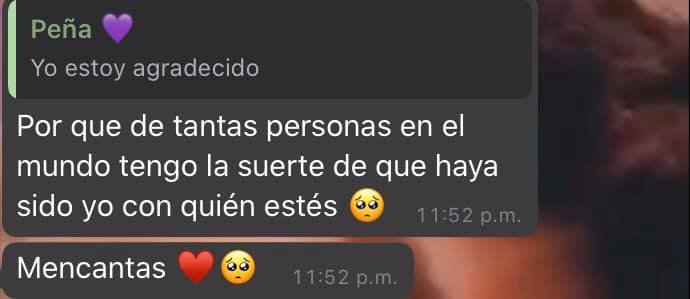 Peña 💜
Yo estoy agradecido
Por que de tantas personas en el
mundo tengo la suerte de que haya
sido yo con quién estés 🥺
11:52 p.m.
Mencantas ♥️🥺
11:52 p.m.